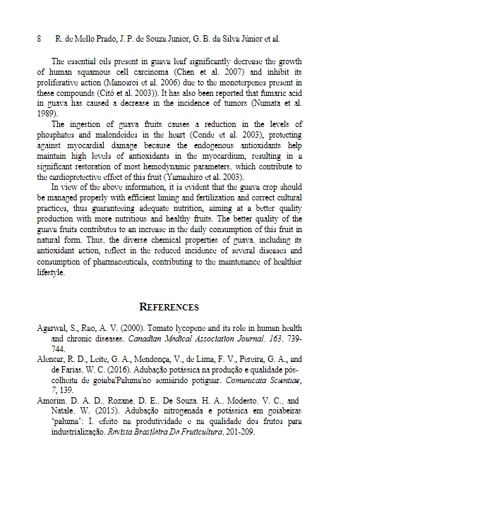 8 R. de Mello Prado, J. P. de Souza Junior, G. B. da Silva Júnior et al.
The essential oils present in guava leaf significantly decrease the growth
of human squamous cell carcinoma (Chen et al. 2007) and inhibit its
proliferative action (Manosroi et al. 2006) due to the monoterpenes present in
these compounds (Citó et al. 2003)). It has also been reported that fumaric acid
in guava has caused a decrease in the incidence of tumors (Numata et al.
1989).
The ingestion of guava fruits causes a reduction in the levels of
phosphates and malondeides in the heart (Conde et al. 2003), protecting
against myocardial damage because the endogenous antioxidants help
maintain high levels of antioxidants in the myocardium, resulting in a
significant restoration of most hemodynamic parameters, which contribute to
the cardioprotective effect of this fruit (Yamashiro et al. 2003).
In view of the above information, it is evident that the guava crop should
be managed properly with efficient liming and fertilization and correct cultural
practices, thus guaranteeing adequate nutrition, aiming at a better quality
production with more nutritious and healthy fruits. The better quality of the
guava fruits contributes to an increase in the daily consumption of this fruit in
natural form. Thus, the diverse chemical properties of guava, including its
antioxidant action, reflect in the reduced incidence of several diseases and
consumption of pharmaceuticals, contributing to the maintenance of healthier
lifestyle.
REFERENCES
Agarwal, S., Rao, A. V. (2000). Tomato lycopene and its role in human health
and chronic diseases. Canadian Medical Association Journal, 163, 739-
744.
Alencar, R. D., Leite, G. A., Mendonça, V., de Lima, F. V., Pereira, G. A., and
de Farias, W. C. (2016). Adubação potássica na produção e qualidade pós-
colheita de goiaba'Paluma'no semiárido potiguar. Comunicata Scientiae,
7, 139.
Amorim, D. A. D., Rozane, D. E., De Souza, H. A., Modesto, V. C., and
Natale, W. (2015). Adubação nitrogenada e potássica em goiabeiras
'paluma': I. efeito na produtividade e na qualidade dos frutos para
industrialização. Revista Brasileira De Fruticultura, 201-209.